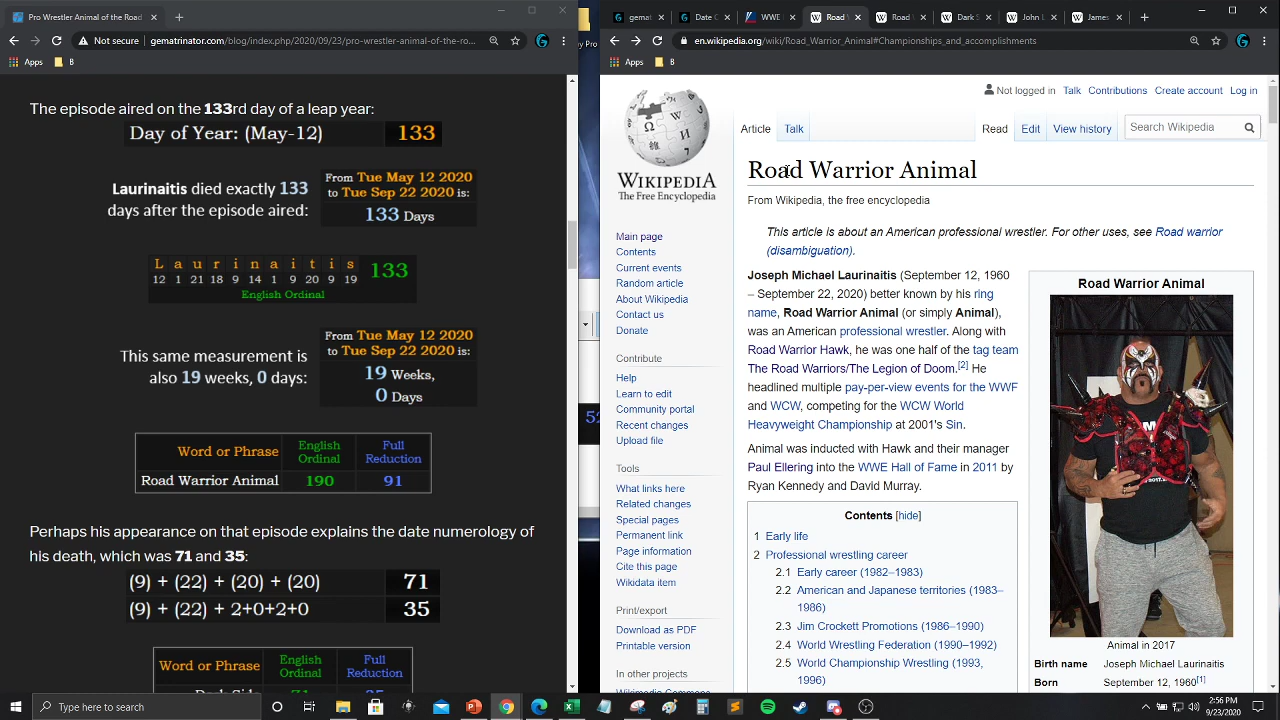 Pro Wrestler Animal of the Road
Not secure
gematrinator.com/blog/index.php/2020/09/23/pro-wrestler-animal-of-the-ro...
Apps
B
The episode aired on the 133rd day of a leap year:
Day of Year: (May-12) 133
Laurinaitis died exactly 133
days after the episode aired:
From Tue May 12 2020
to Tue Sep 22 2020 is:
133 Days
L a u r i n a i t i s 133
12 1 21 18 9 14 1 9 20 9 19
English Ordinal
This same measurement is
also 19 weeks, 0 days:
From Tue May 12 2020
to Tue Sep 22 2020 is:
19 Weeks,
0 Days
Word or Phrase English Ordinal Full Reduction
Road Warrior Animal 190 91
Perhaps his appearance on that episode explains the date numerology of
his death, which was 71 and 35:
(9) + (22) + (20) + (20) 71
(9) + (22) + 2+0+2+0 35
Word or Phrase English Ordinal Full Reduction
gemat
Date C
WWE
Road
Road
Dark S
John L
James
en.wikipedia.org/wiki/Road_Warrior_Animal#Championships_and_accomplishments
Apps
B
Not logged in Talk Contributions Create account Log in
Article Talk Read Edit View history Search Wikipedia
WIKIPEDIA
The Free Encyclopedia
Main page
Contents
Current events
Random article
About Wikipedia
Contact us
Donate
Contribute
Help
Learn to edit
Community portal
Recent changes
Upload file
Tools
What links here
Related changes
Special pages
Permanent link
Page information
Cite this page
Wikidata item
Print/export
Download as PDF
Printable version
In other projects
Wikimedia Commons
Road Warrior Animal
From Wikipedia, the free encyclopedia
This article is about an American professional wrestler. For other uses, see Road warrior
(disambiguation).
Joseph Michael Laurinaitis (September 12, 1960
– September 22, 2020) better known by his ring
name, Road Warrior Animal (or simply Animal),
was an American professional wrestler. Along with
Road Warrior Hawk, he was one half of the tag team
The Road Warriors/The Legion of Doom.[2] He
headlined multiple pay-per-view events for the WWF
and WCW, competing for the WCW World
Heavyweight Championship at 2001's Sin.
Animal was inducted with Hawk and their manager
Paul Ellering into the WWE Hall of Fame in 2011 by
Ryan Kennedy and David Murray.
Contents [hide]
1 Early life
2 Professional wrestling career
2.1 Early career (1982–1983)
2.2 American and Japanese territories (1983–
1986)
2.3 Jim Crockett Promotions (1986–1990)
2.4 World Wrestling Federation (1990–1992)
2.5 World Championship Wrestling (1993,
1996)
Road Warrior Animal
Animal in 2017
Birth name Joseph Michael Laurinaitis
Born September 12, 1960[1]
Type here to search
2:56 PM
9/23/2020